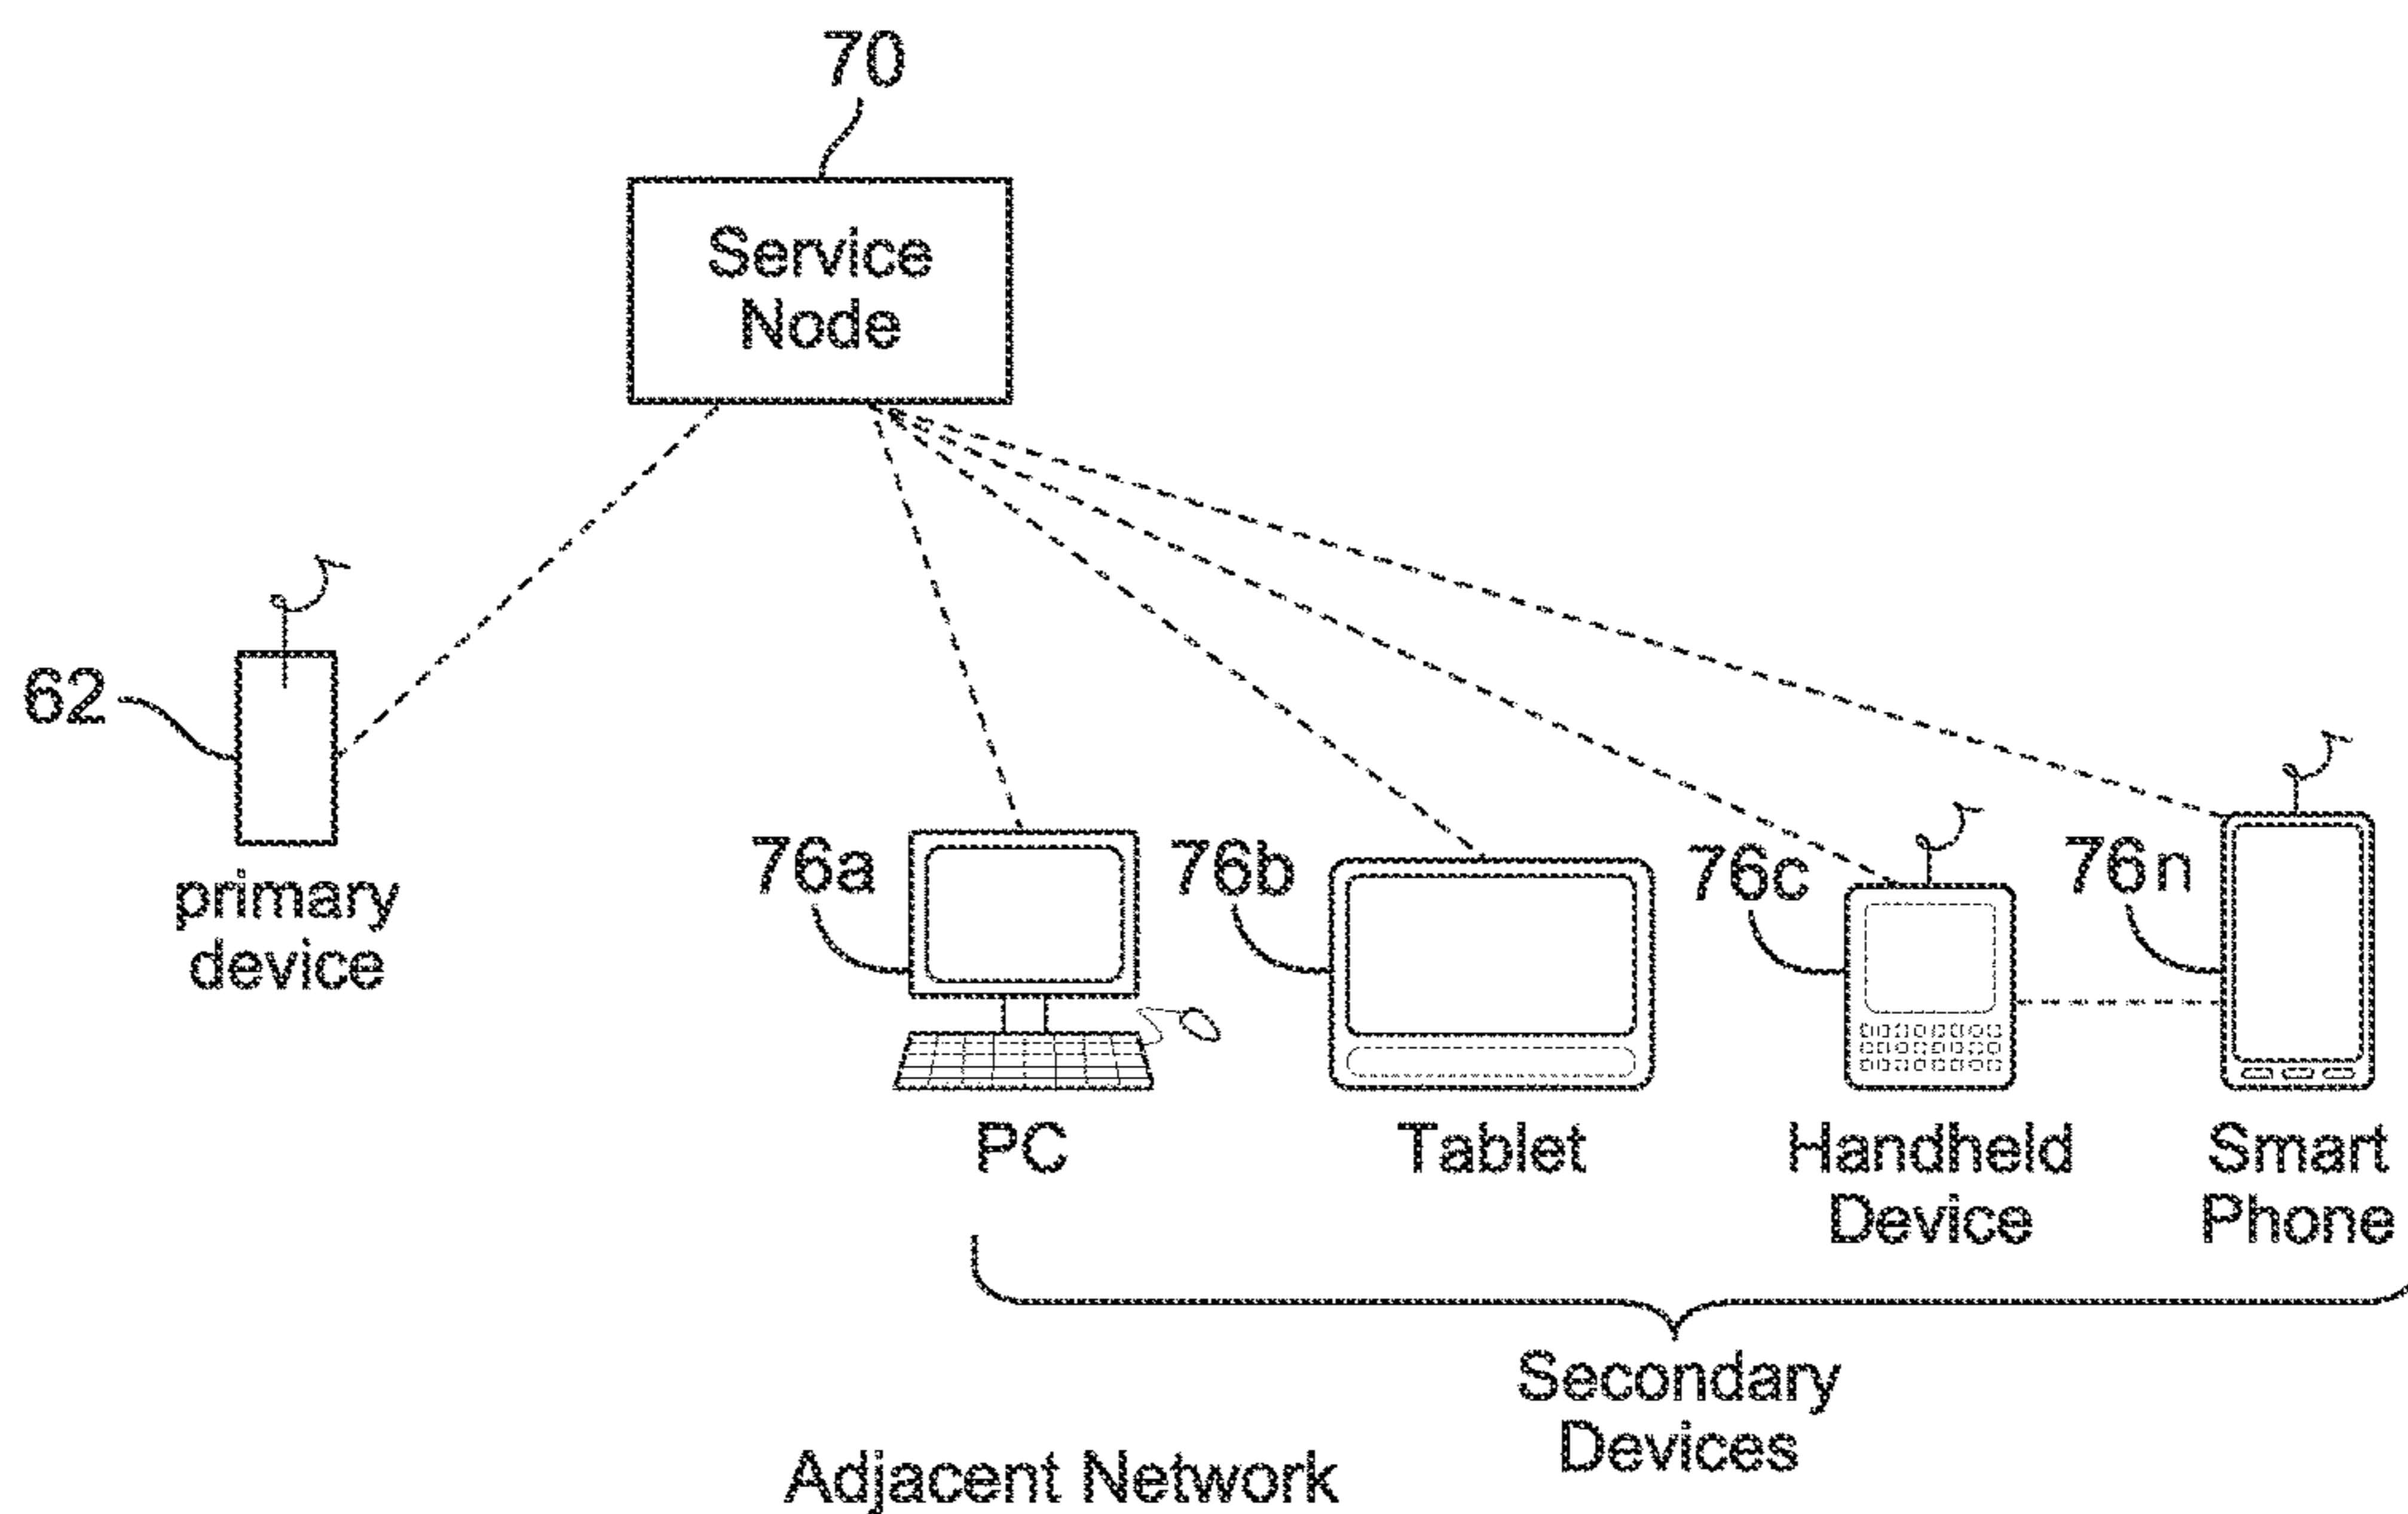 70
Service
Node
62
primary
device
76a
76b
76c
76n
PC
Tablet
Handheld
Device
Smart
Phone
Secondary
Devices
Adjacent Network